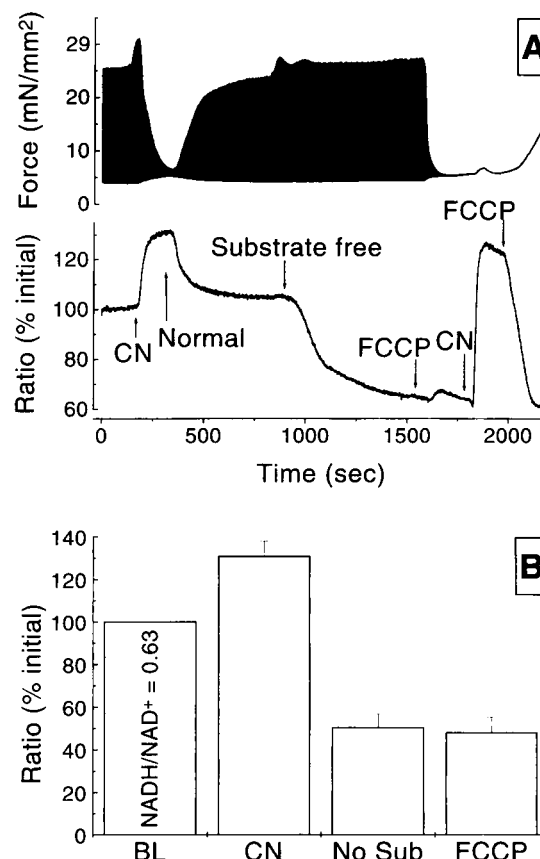 A
Force (mN/mm²)
29
20
10
5
0
Ratio (% initial)
120
100
80
60
CN
Normal
Substrate free
FCCP
CN
FCCP
0
500
1000
1500
2000
Time (sec)
B
Ratio (% initial)
140
120
100
80
60
40
20
0
NADH/NAD⁺ = 0.63
BL
CN
No Sub
FCCP